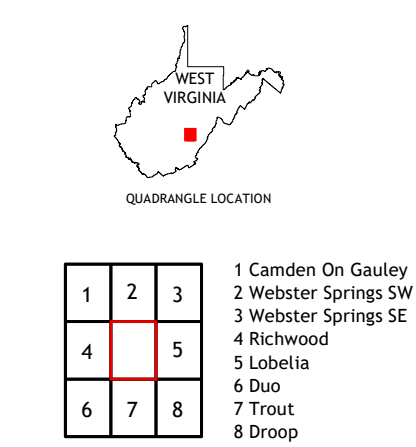 WEST
VIRGINIA
QUADRANGLE LOCATION
1 2 3
4 5
6 7 8
1 Camden On Gauley
2 Webster Springs SW
3 Webster Springs SE
4 Richwood
5 Lobelia
6 Duo
7 Trout
8 Droop